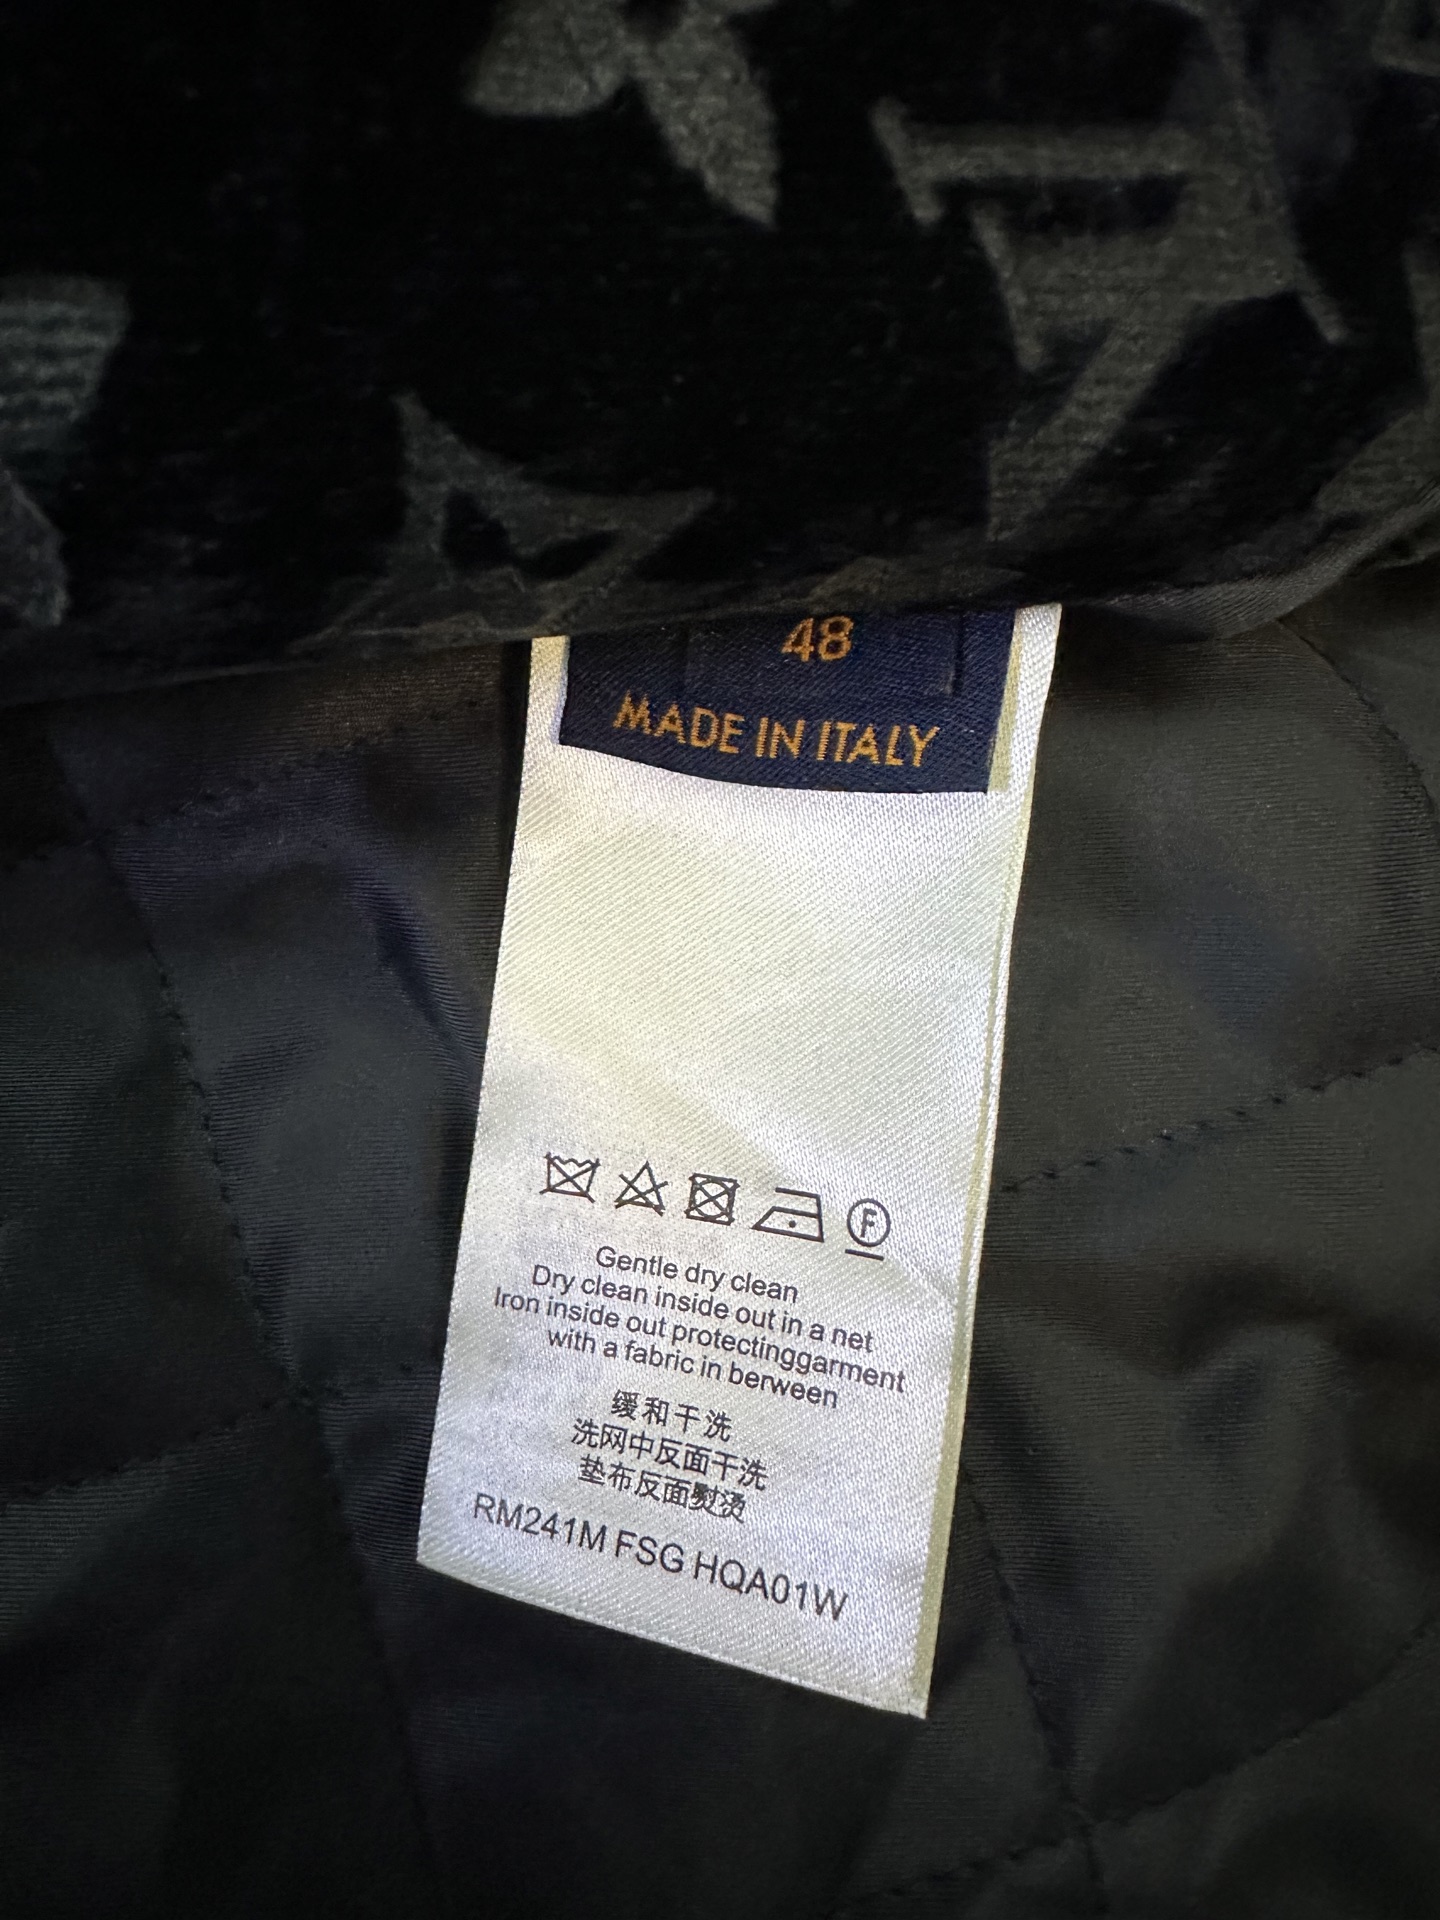 48
MADE IN ITALY
F
Gentle dry clean
Dry clean inside out in a net
Iron inside out protectinggarment
with a fabric in berween
缓和干洗
洗网中反面干洗
垫布反面熨烫
RM241M FSG HQA01W